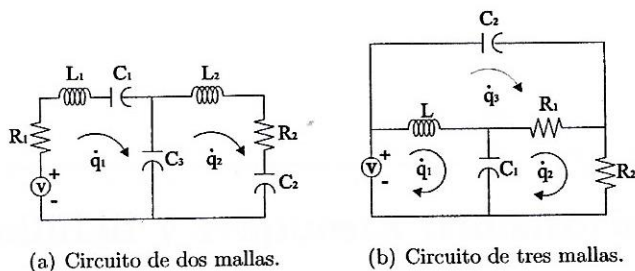 L₁ C₁ L₂
R₁ q̇₁ C₃ q̇₂ R₂
V + - C₂
(a) Circuito de dos mallas.
C₂
q̇₃
L R₁
V + - q̇₁ C₁ q̇₂ R₂
(b) Circuito de tres mallas.